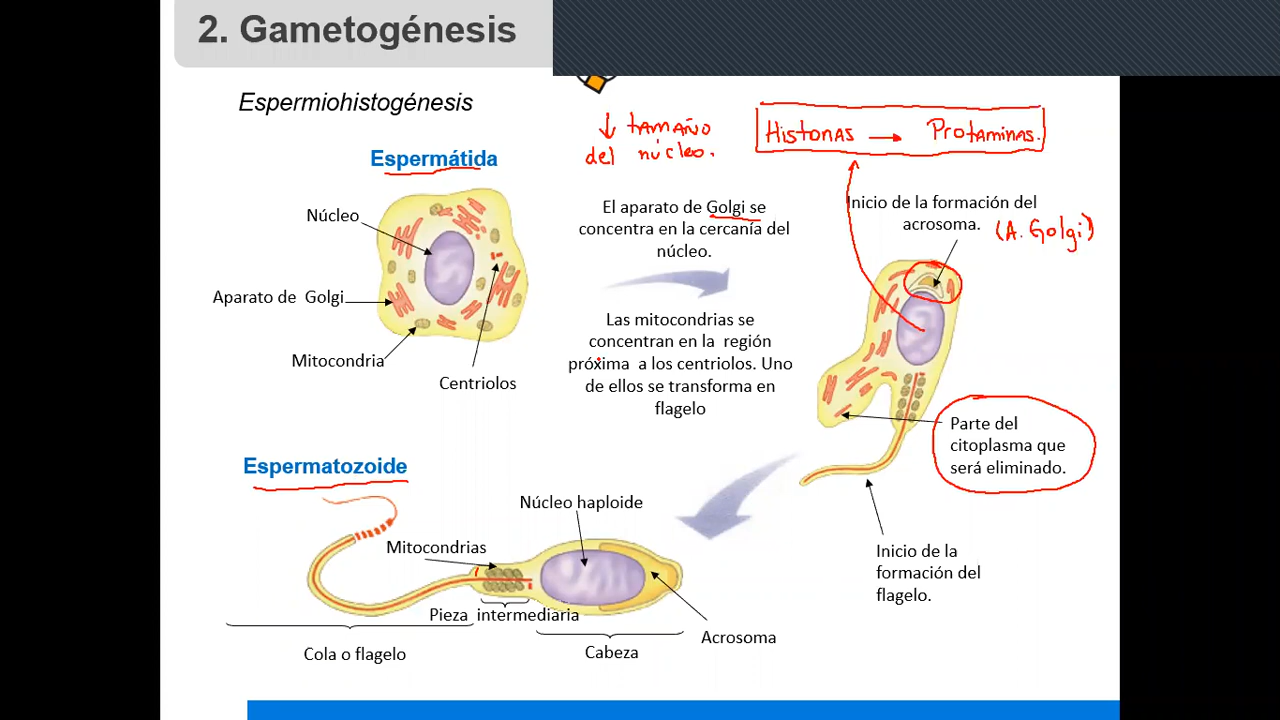 2. Gametogénesis
Espermiohistogénesis
↓ tamaño
del núcleo.
Histonas → Protaminas.
Espermátida
Núcleo
Aparato de Golgi
Mitocondria
Centriolos
El aparato de Golgi se
concentra en la cercanía del
núcleo.
Las mitocondrias se
concentran en la región
próxima a los centriolos. Uno
de ellos se transforma en
flagelo
Inicio de la formación del
acrosoma.
(A. Golgi)
Parte del
citoplasma que
será eliminado.
Inicio de la
formación del
flagelo.
Espermatozoide
Núcleo haploide
Mitocondrias
Pieza intermediaria
Acrosoma
Cola o flagelo
Cabeza